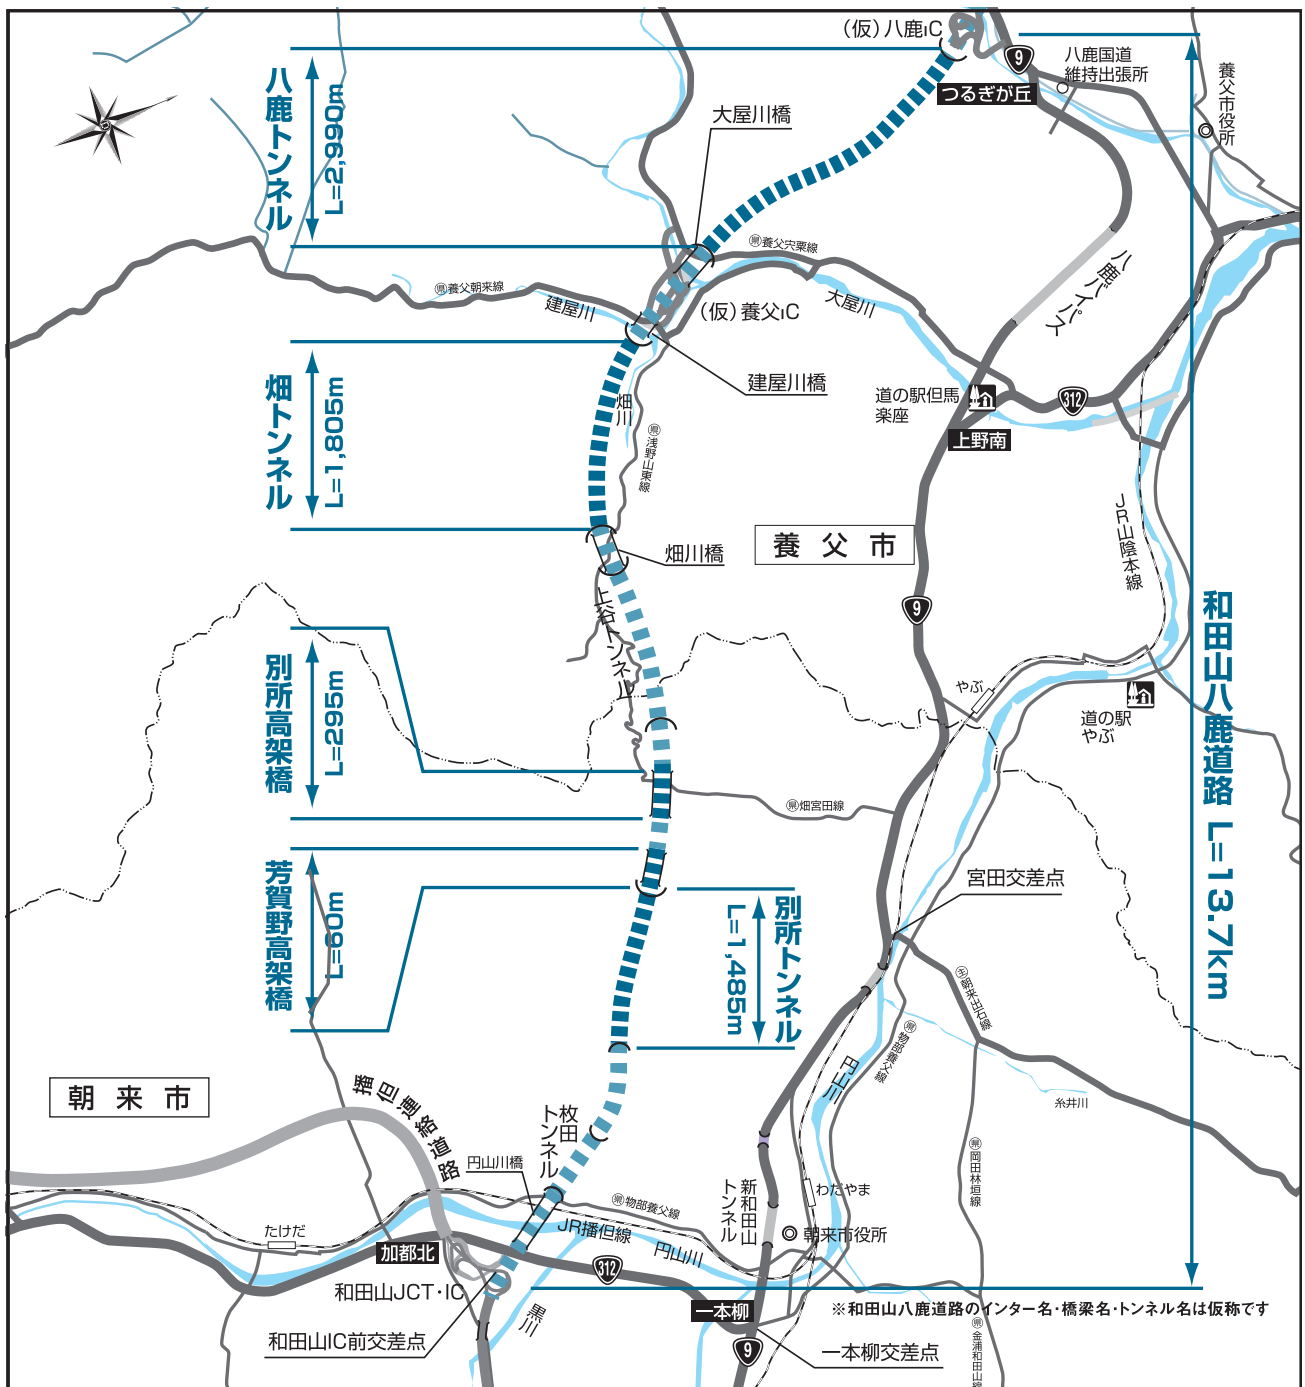 (仮)八鹿IC
9
八鹿国道
維持出張所
つるぎが丘
養父市役所
八鹿トンネル
L=2,990m
大屋川橋
県養父宍粟線
八鹿バイパス
県養父朝来線
建屋川
(仮)養父IC
大屋川
建屋川橋
道の駅但馬
楽座
312
上野南
畑トンネル
L=1,805m
畑川
県浅野山東線
JR山陰本線
養父市
畑川橋
上谷トンネル
9
和田山八鹿道路 L=13.7km
別所高架橋
L=295m
やぶ
道の駅
やぶ
県畑宮田線
芳賀野高架橋
L=60m
宮田交差点
別所トンネル
L=1,485m
主朝来出石線
県物部養父線
円山川
糸井川
朝来市
播但連絡道路
枚田
トンネル
円山川橋
県岡田林垣線
県物部養父線
新和田山
トンネル
わだやま
朝来市役所
たけだ
JR播但線
円山川
加都北
312
和田山JCT・IC
黒川
一本柳
※和田山八鹿道路のインター名・橋梁名・トンネル名は仮称です
和田山IC前交差点
9
一本柳交差点
県金浦和田山線